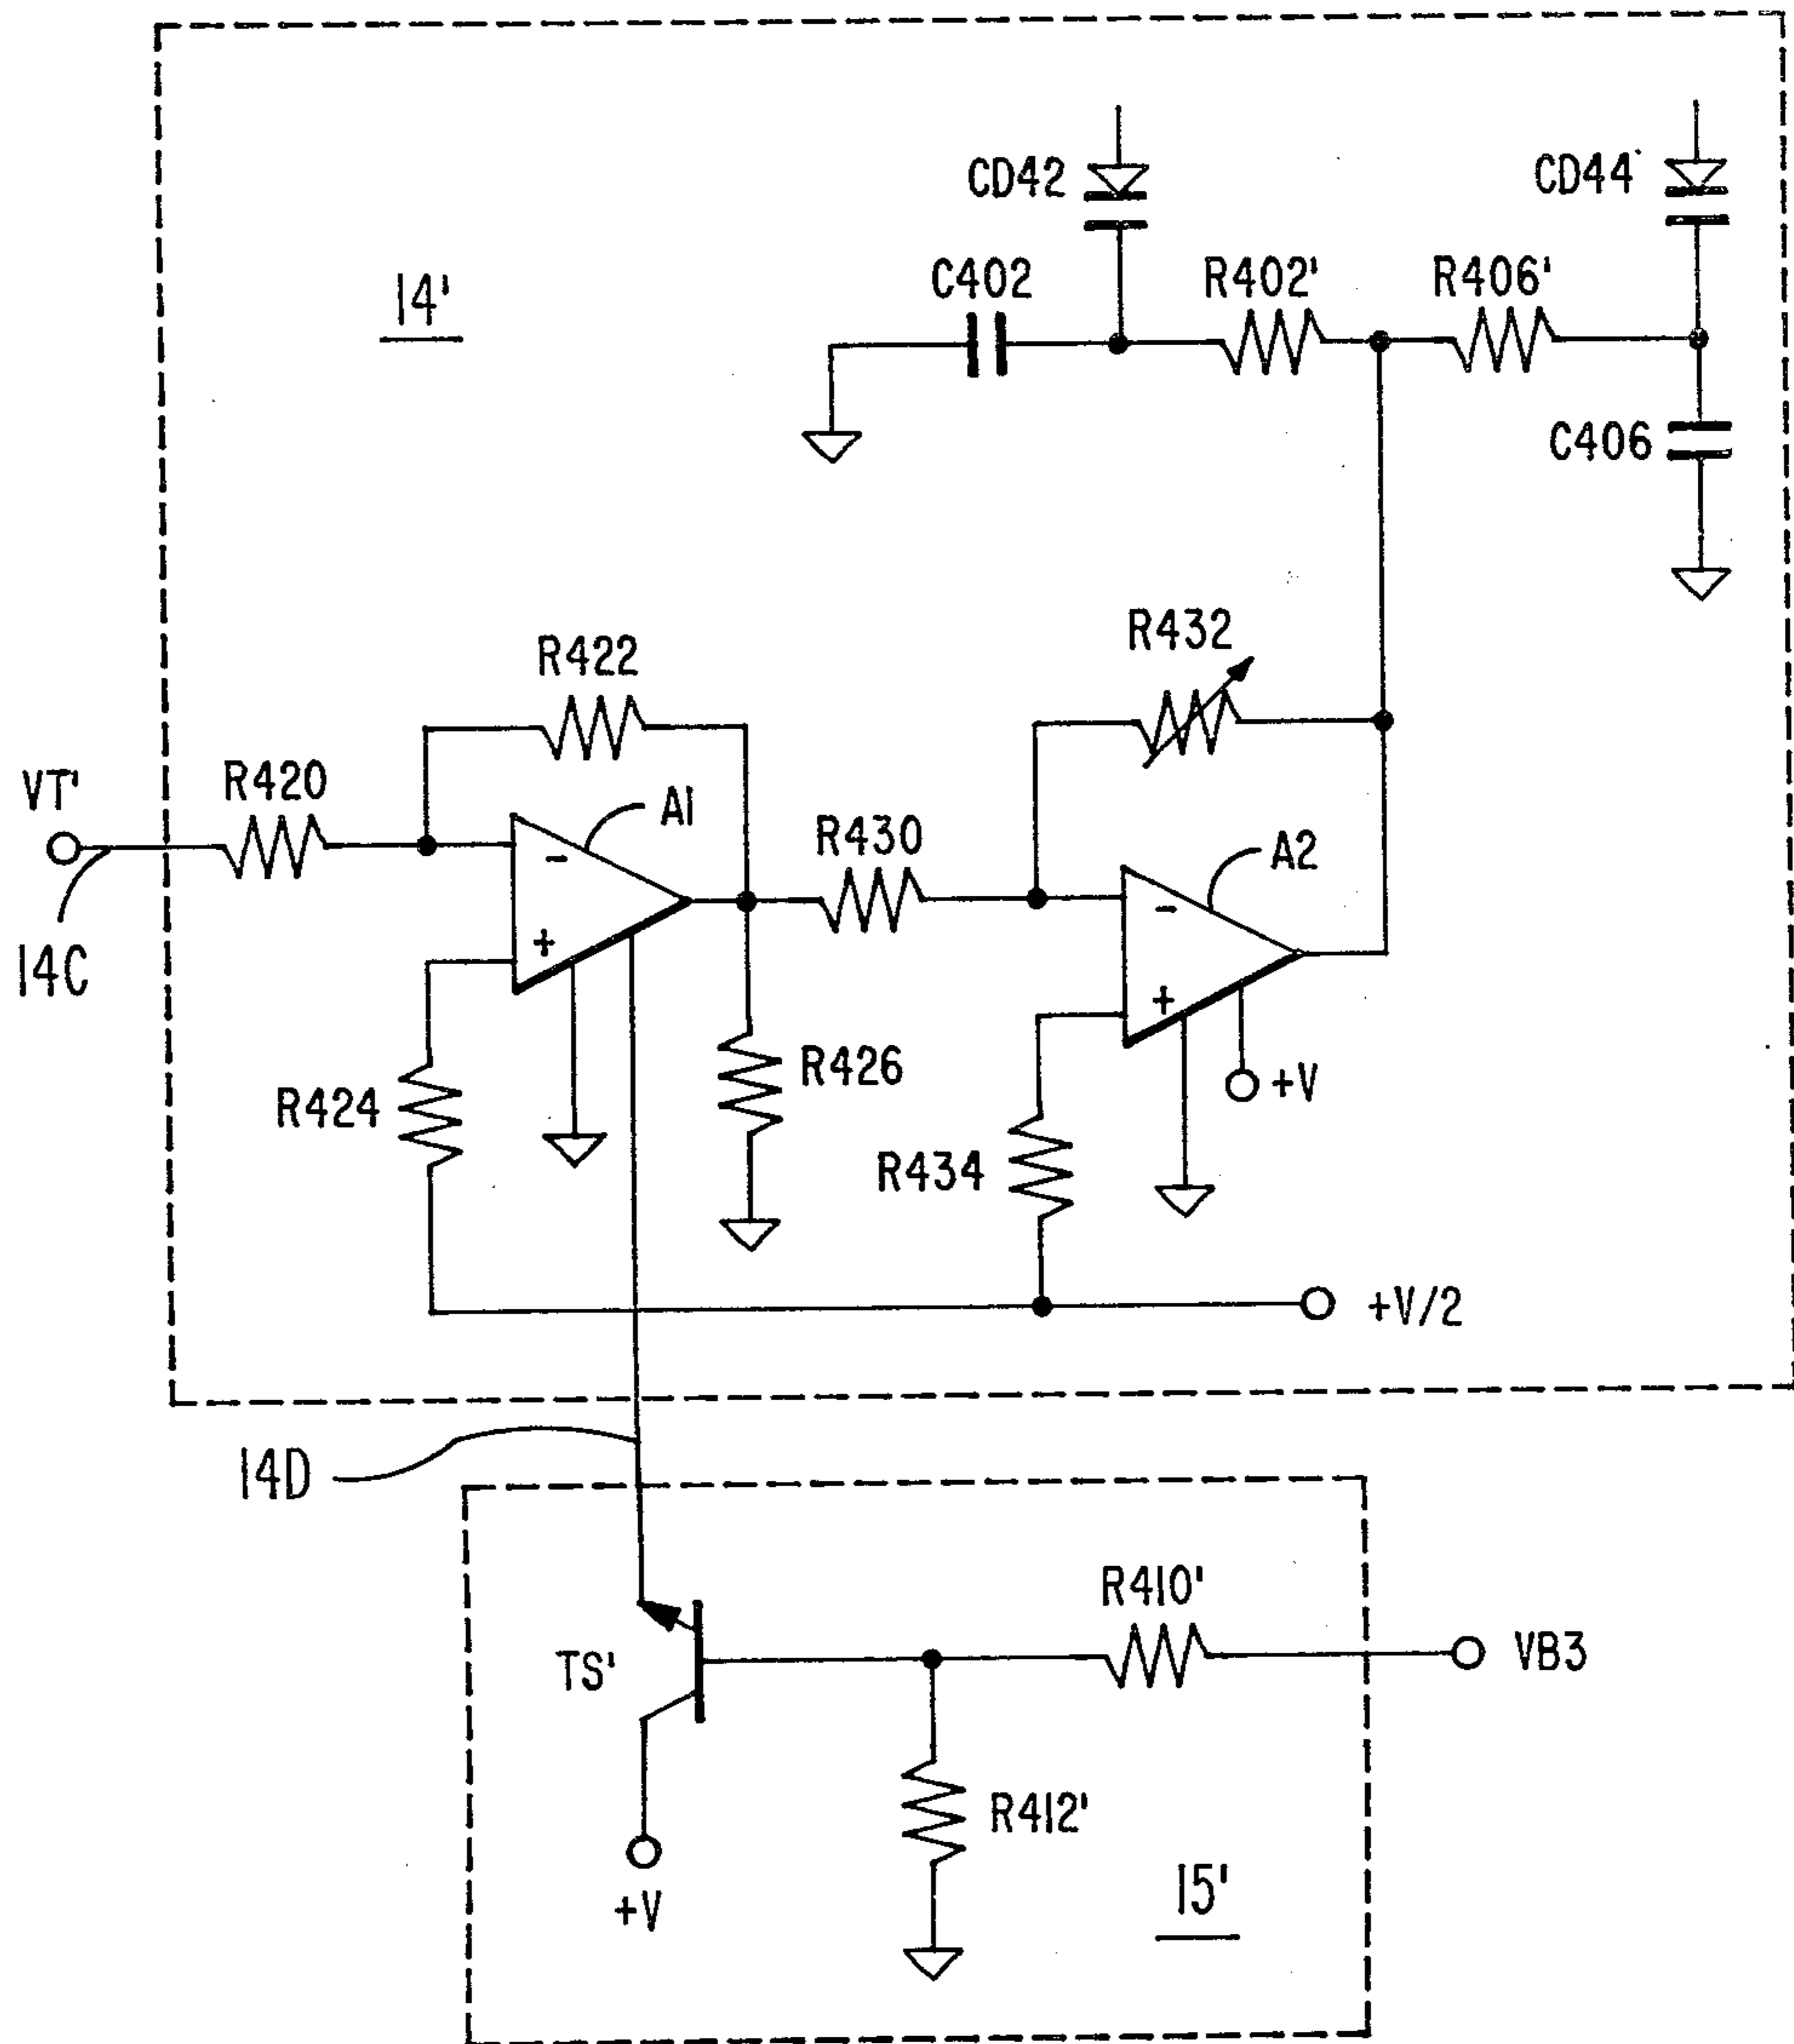 CD42
CD44'
C402
R402'
R406'
14'
C406
R432
R422
VT'
R420
A1
R430
A2
-
-
14C
+
+
R424
R426
+V
R434
+V/2
14D
R410'
TS'
VB3
R412'
+V
15'